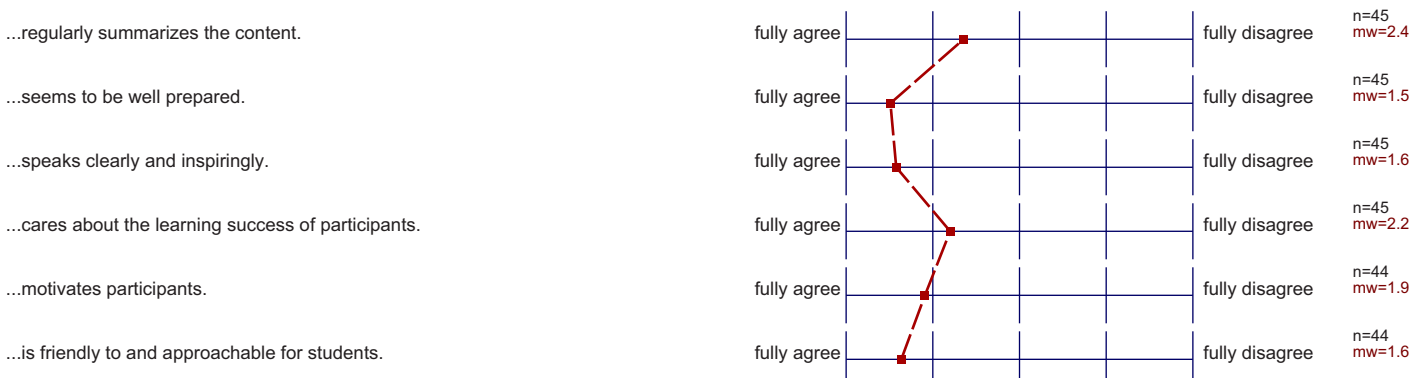 ...regularly summarizes the content. fully agree fully disagree n=45 mw=2.4
...seems to be well prepared. fully agree fully disagree n=45 mw=1.5
...speaks clearly and inspiringly. fully agree fully disagree n=45 mw=1.6
...cares about the learning success of participants. fully agree fully disagree n=45 mw=2.2
...motivates participants. fully agree fully disagree n=44 mw=1.9
...is friendly to and approachable for students. fully agree fully disagree n=44 mw=1.6